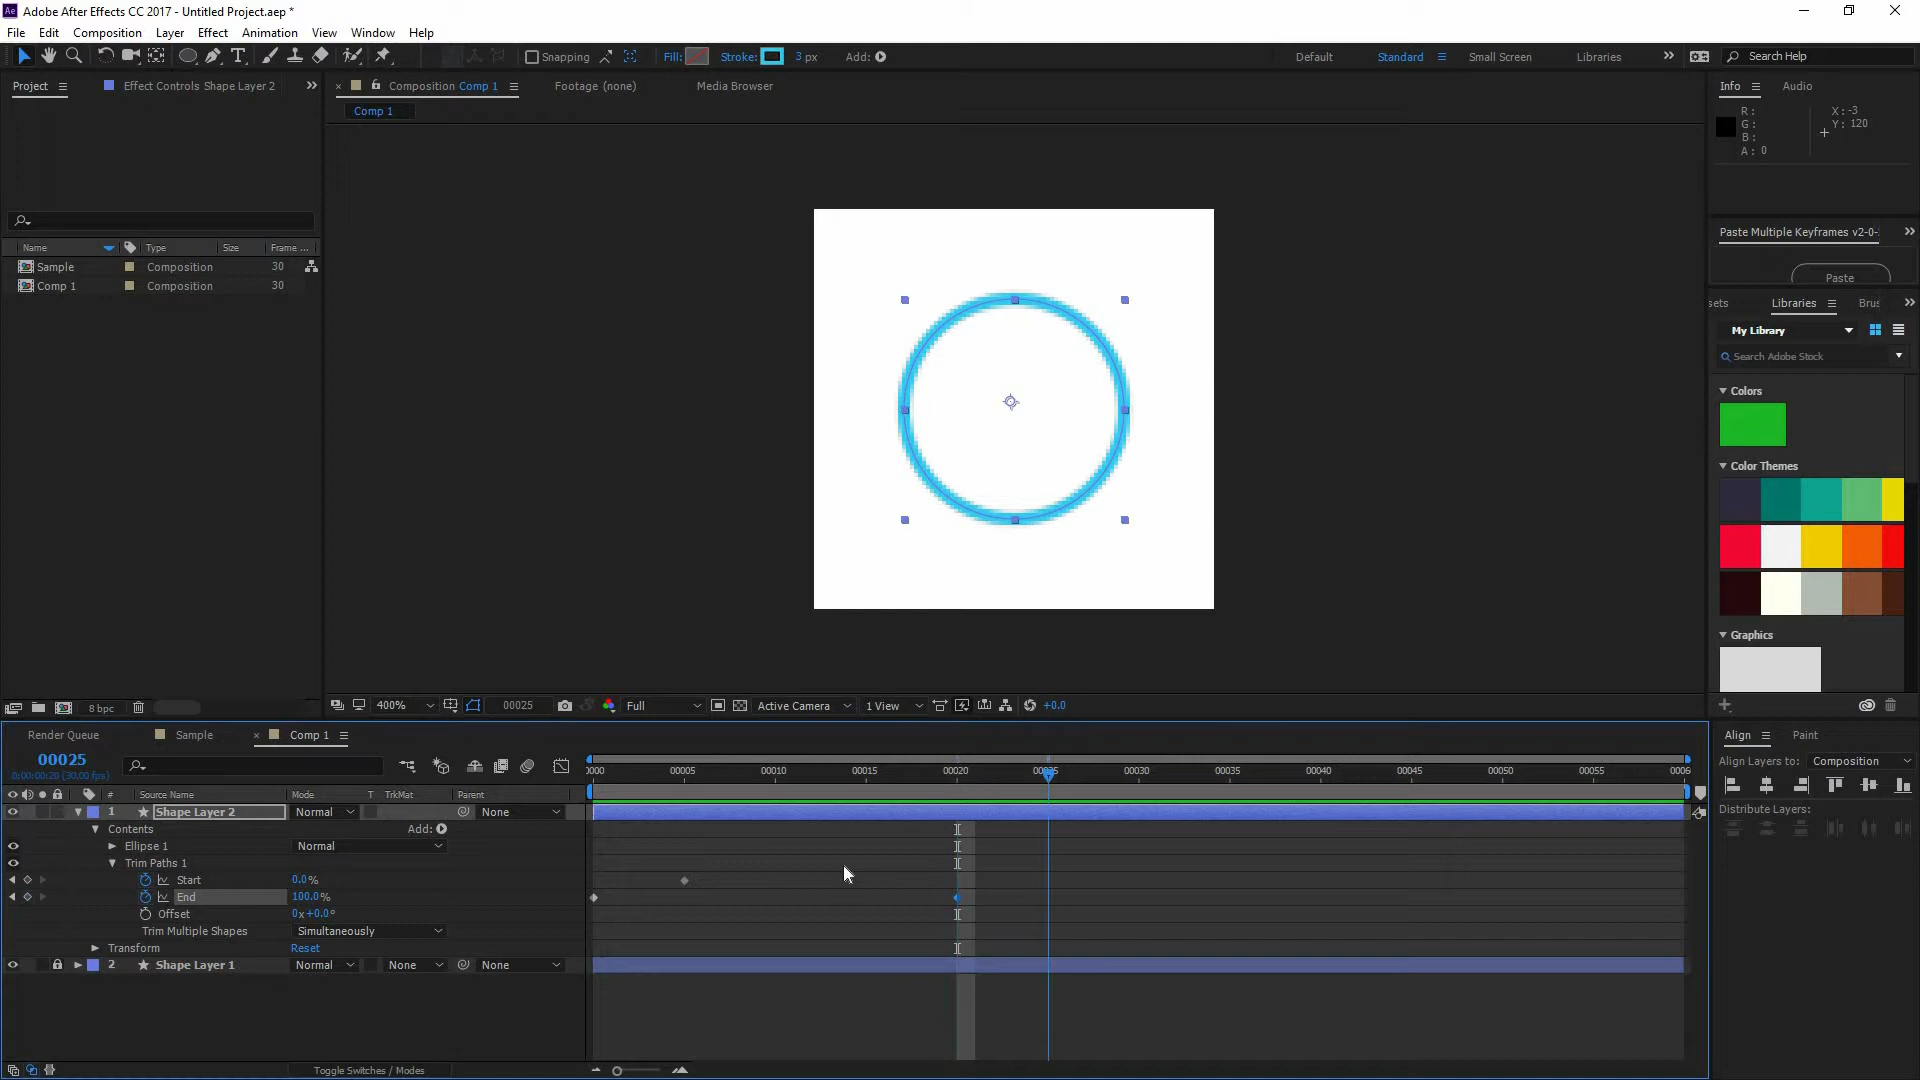 Adobe After Effects CC 2017 - Untitled Project.aep *
File Edit Composition Layer Effect Animation View Window Help
Snapping Fill: Stroke: 3 px Add: Default Standard Small Screen Libraries Search Help
Project Effect Controls Shape Layer 2 Composition Comp 1 Footage (none) Media Browser Info Audio
Comp 1
R:
G:
B:
A: 0
X: -3
Y: 120
Paste Multiple Keyframes v2-0-
Paste
Name Type Size Frame ...
Sample Composition 30
Comp 1 Composition 30
sets Libraries Brus
My Library
Search Adobe Stock
Colors
Color Themes
Graphics
8 bpc 400% 00025 Full Active Camera 1 View +0.0
Render Queue Sample Comp 1
Align Paint
00025
Align Layers to: Composition
Distribute Layers:
0000 00005 00010 00015 00020 00025 00030 00035 00040 00045 00050 00055 0006
# Source Name Mode T TrkMat Parent
1 Shape Layer 2 Normal None
Contents Add:
Ellipse 1 Normal
Trim Paths 1
Start 0.0%
End 100.0%
Offset 0x+0.0°
Trim Multiple Shapes Simultaneously
Transform Reset
2 Shape Layer 1 Normal None None
Toggle Switches / Modes